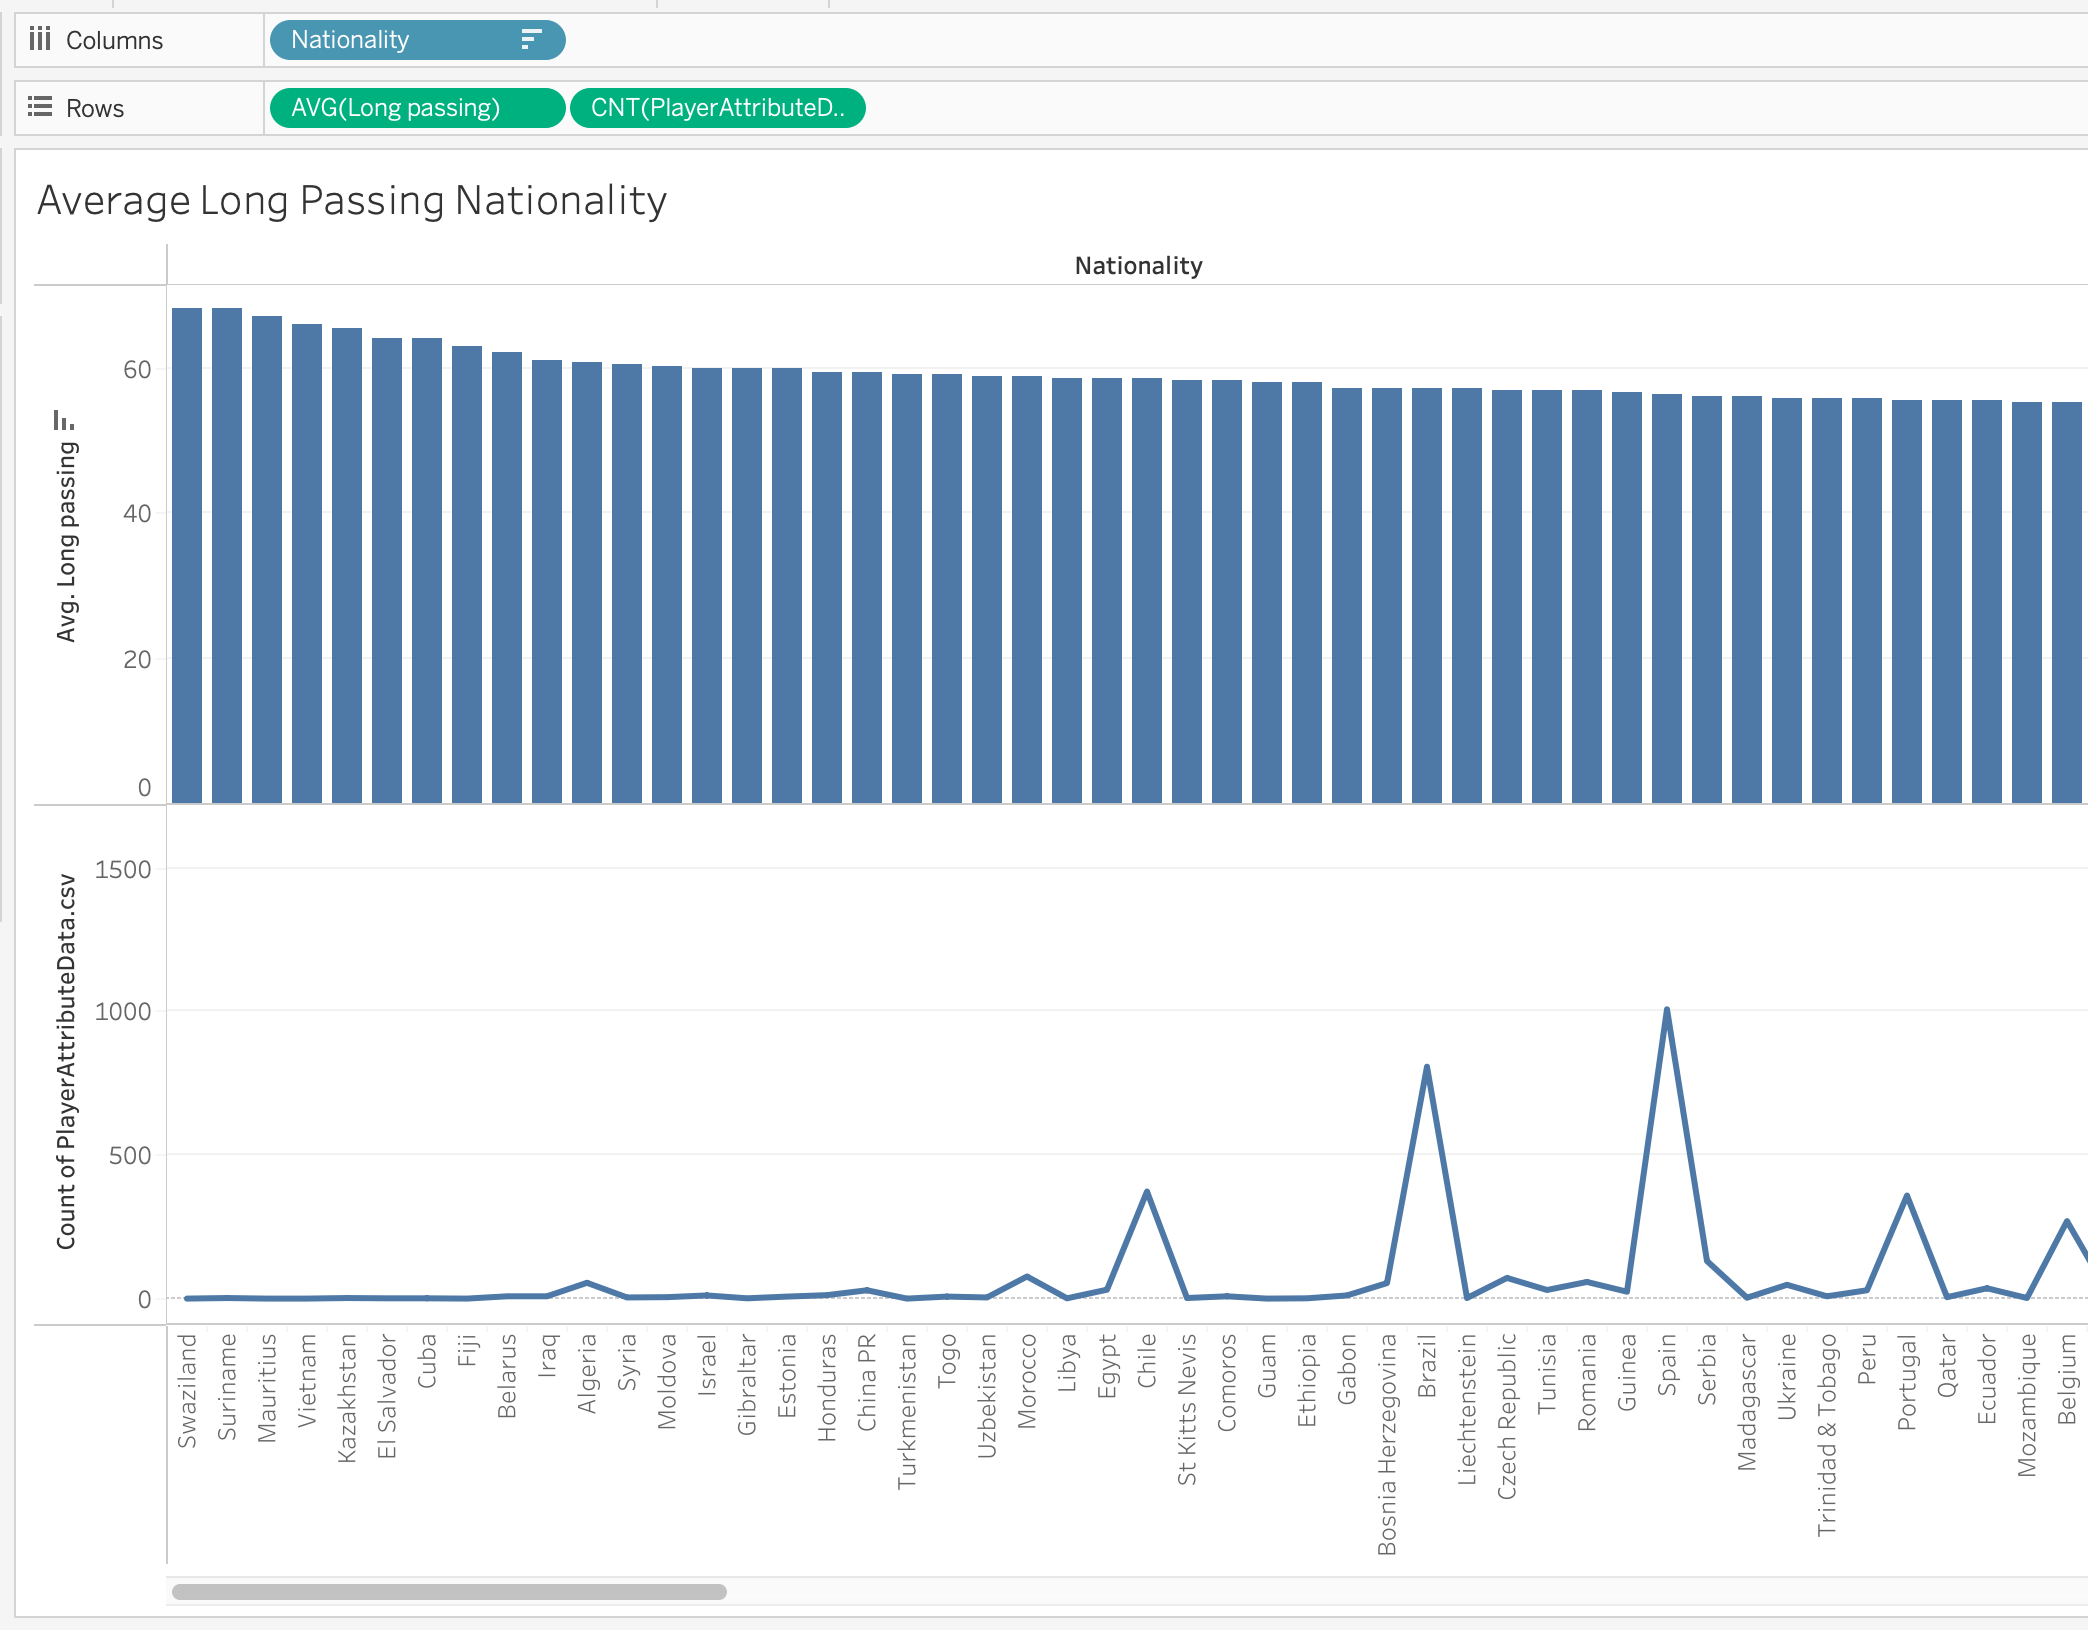 Columns
Nationality
Rows
AVG(Long passing)
CNT(PlayerAttributeD..
Average Long Passing Nationality
Nationality
Avg. Long passing
60
40
20
0
Count of PlayerAttributeData.csv
1500
1000
500
0
Swaziland
Suriname
Mauritius
Vietnam
Kazakhstan
El Salvador
Cuba
Fiji
Belarus
Iraq
Algeria
Syria
Moldova
Israel
Gibraltar
Estonia
Honduras
China PR
Turkmenistan
Togo
Uzbekistan
Morocco
Libya
Egypt
Chile
St Kitts Nevis
Comoros
Guam
Ethiopia
Gabon
Bosnia Herzegovina
Brazil
Liechtenstein
Czech Republic
Tunisia
Romania
Guinea
Spain
Serbia
Madagascar
Ukraine
Trinidad & Tobago
Peru
Portugal
Qatar
Ecuador
Mozambique
Belgium